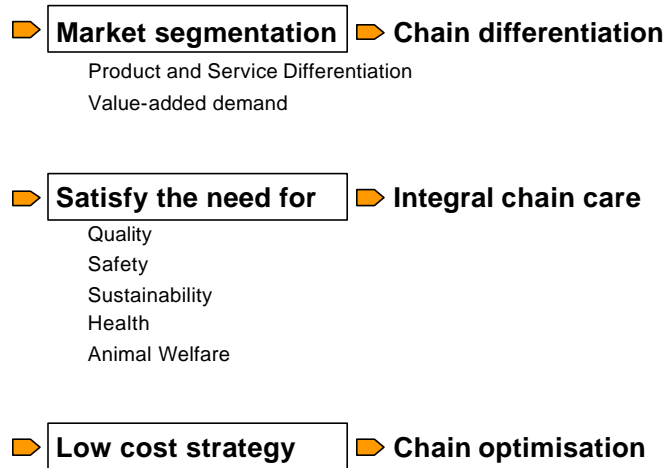 Market segmentation Chain differentiation
Product and Service Differentiation
Value-added demand
Satisfy the need for Integral chain care
Quality
Safety
Sustainability
Health
Animal Welfare
Low cost strategy Chain optimisation